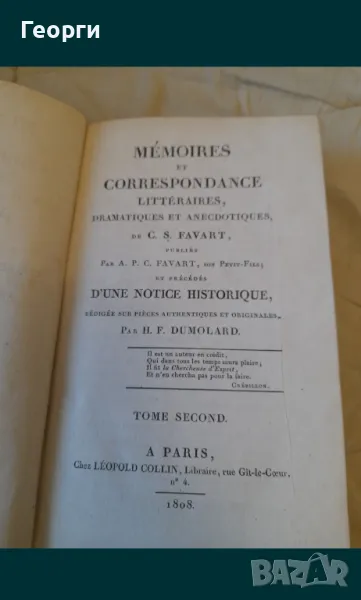 Георги
MÉMOIRES
ET
CORRESPONDANCE
LITTÉRAIRES,
DRAMATIQUES ET ANECDOTIQUES,
DE C. S. FAVART,
PUBLIÉS
PAR A. P. C. FAVART, SON PETIT-FILS;
ET PRÉCÉDÉS
D'UNE NOTICE HISTORIQUE,
RÉDIGÉE SUR PIÈCES AUTHENTIQUES ET ORIGINALES,
PAR H. F. DUMOLARD.
Il est un auteur en crédit,
Qui dans tous les temps saura plaire;
Il fit la Chercheuse d'Esprit,
Et n'en chercha pas pour la faire.
CRÉBILLON.
TOME SECOND.
A PARIS,
Chez LÉOPOLD COLLIN, Libraire, rue Gît-le-Cœur,
n° 4.
1808.
BAZAR